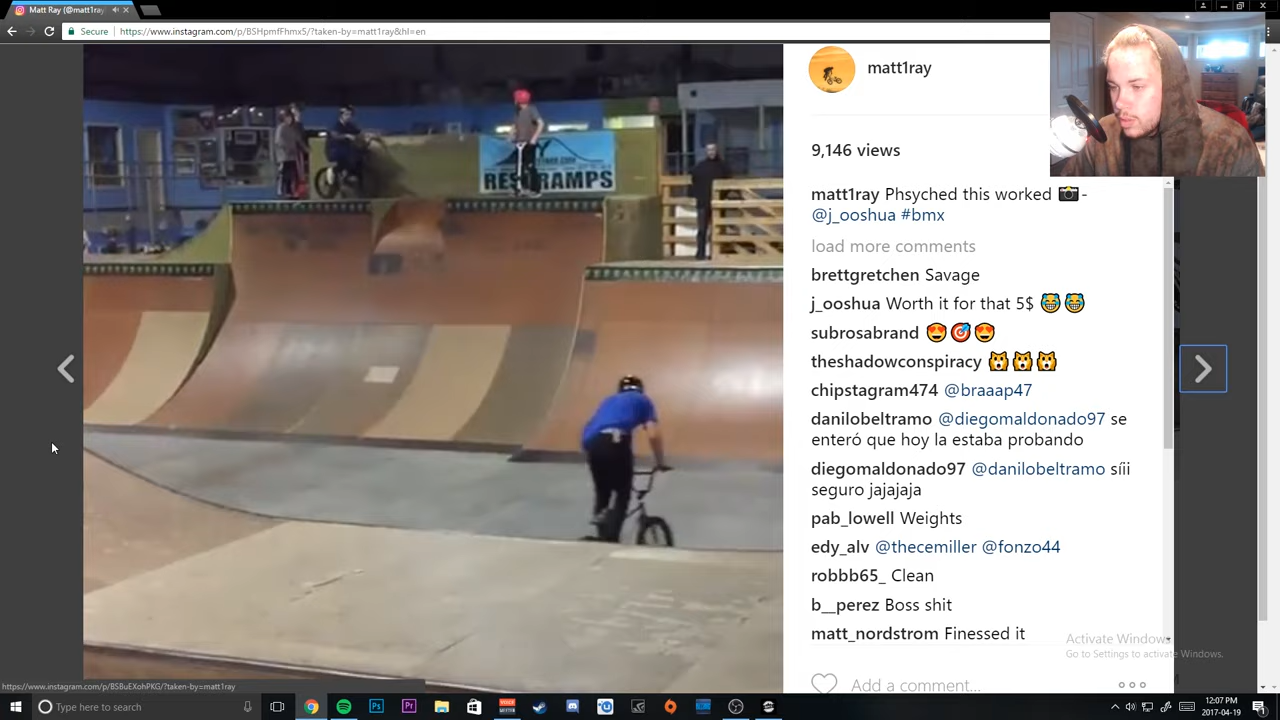 Matt Ray (@matt1ray
Secure
https://www.instagram.com/p/BSHpmfFhmx5/?taken-by=matt1ray&hl=en
matt1ray
9,146 views
matt1ray Phsyched this worked 📷 -
@j_ooshua #bmx
load more comments
brettgretchen Savage
j_ooshua Worth it for that 5$ 😹😹
subrosabrand 😍🎯😍
theshadowconspiracy 🙀🙀🙀
chipstagram474 @braaap47
danilobeltramo @diegomaldonado97 se
enteró que hoy la estaba probando
diegomaldonado97 @danilobeltramo síii
seguro jajajaja
pab_lowell Weights
edy_alv @thecemiller @fonzo44
robbb65_ Clean
b__perez Boss shit
matt_nordstrom Finessed it
Activate Windows
Go to Settings to activate Windows.
Add a comment...
https://www.instagram.com/p/BSBuEXohPKG/?taken-by=matt1ray
Type here to search
12:07 PM
2017-04-19